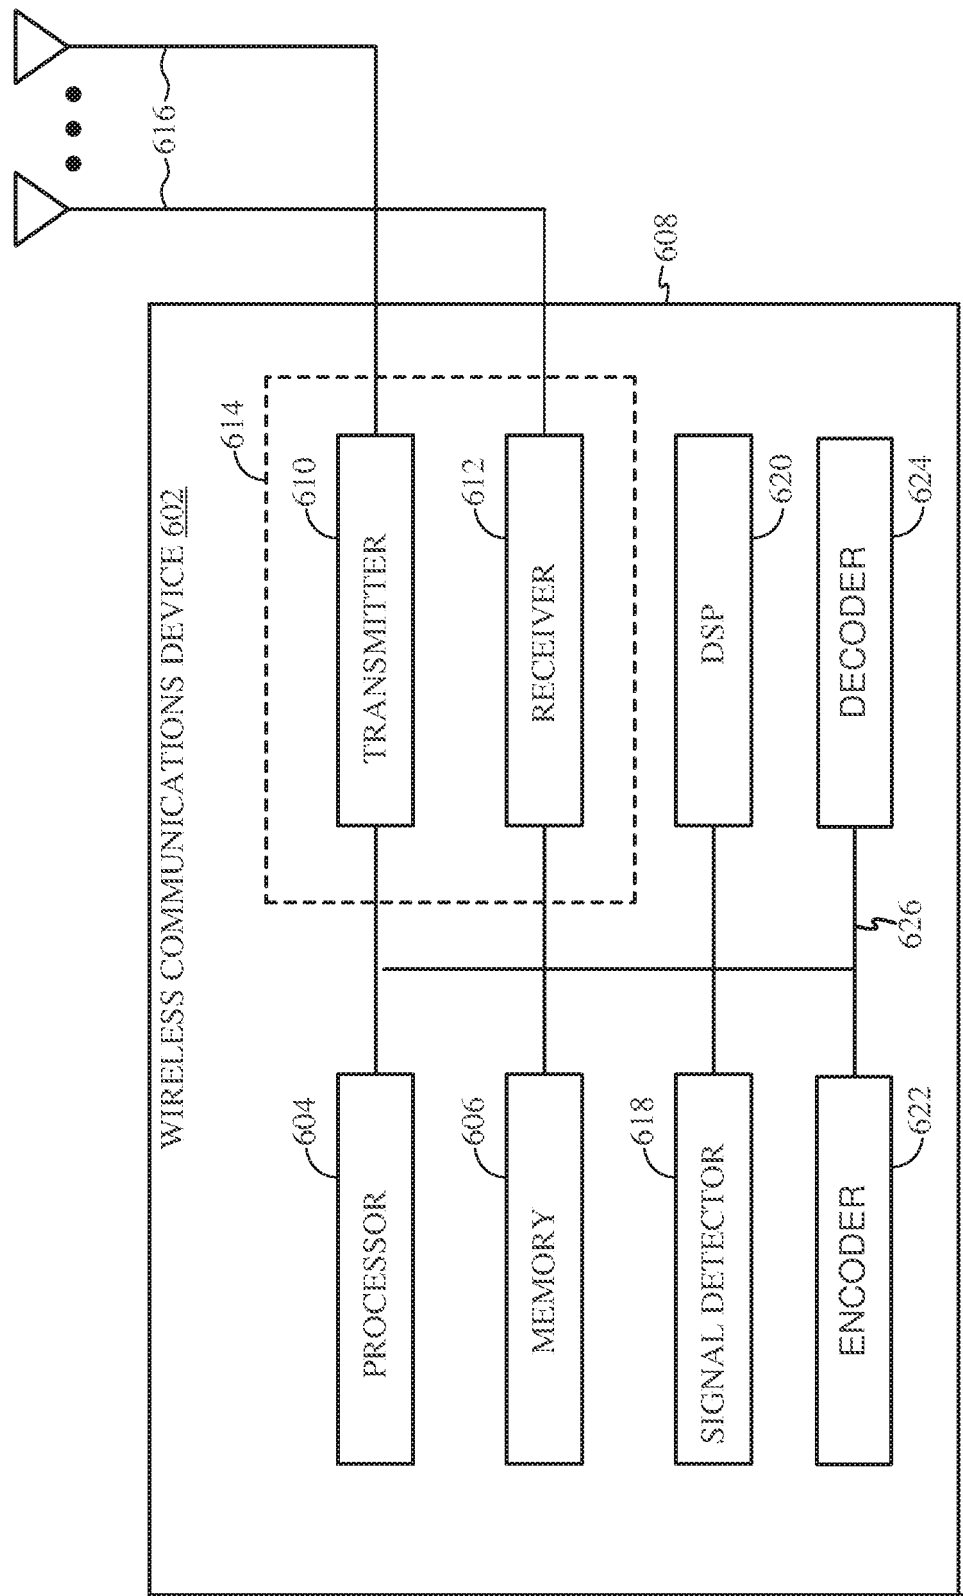 WIRELESS COMMUNICATIONS DEVICE 602
616
608
614
604
PROCESSOR
610
TRANSMITTER
606
MEMORY
612
RECEIVER
618
SIGNAL DETECTOR
620
DSP
622
ENCODER
624
DECODER
626